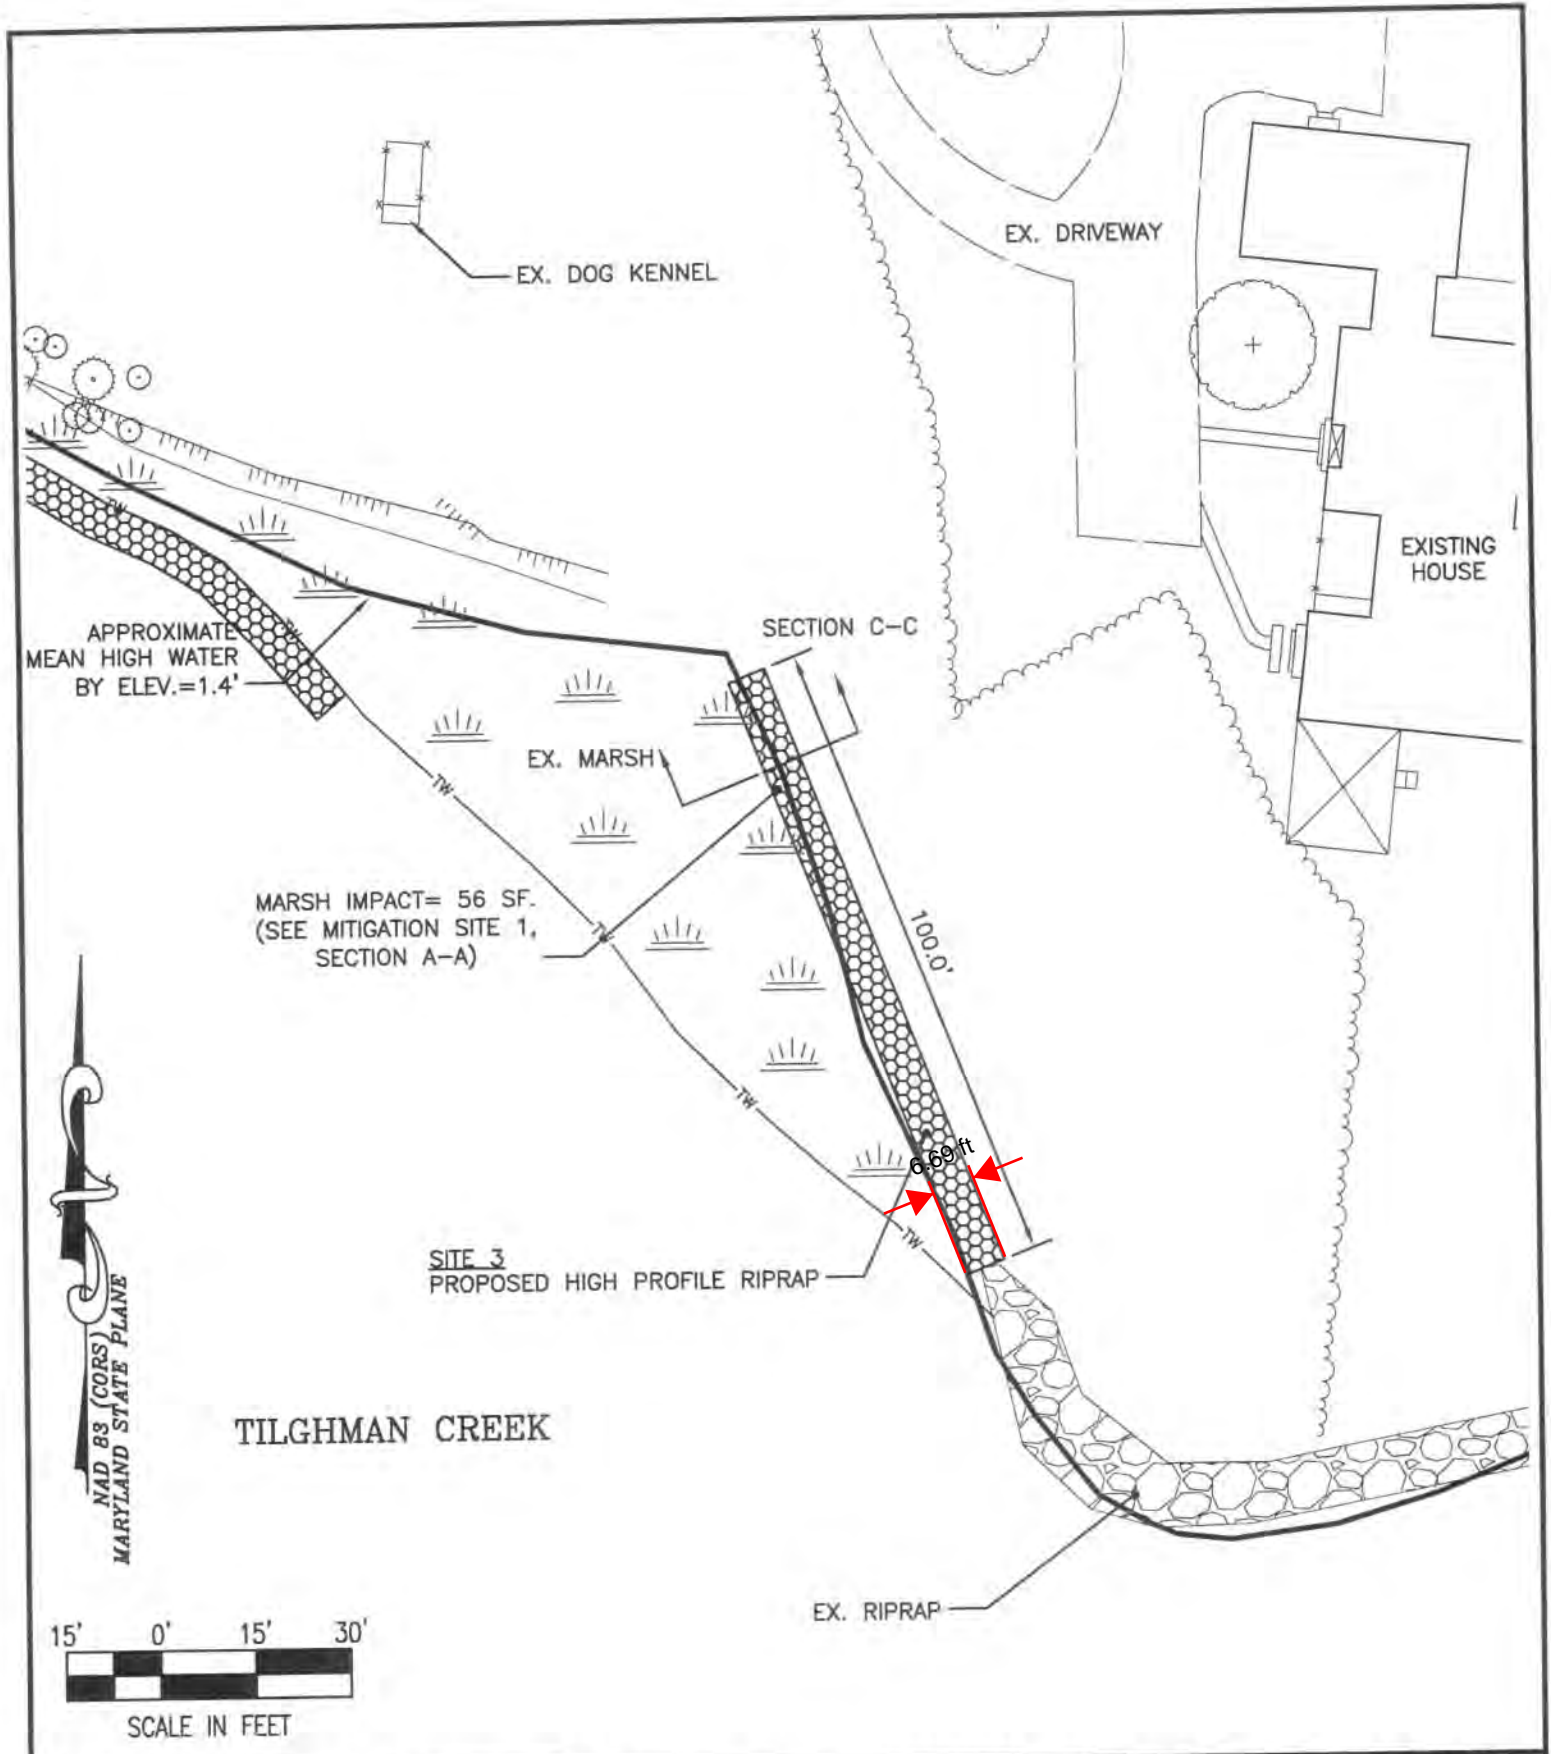 EX. DRIVEWAY
EX. DOG KENNEL
EXISTING
HOUSE
SECTION C-C
APPROXIMATE
MEAN HIGH WATER
BY ELEV.=1.4'
TW
TW
EX. MARSH
TW
MARSH IMPACT= 56 SF.
(SEE MITIGATION SITE 1,
SECTION A-A)
TW
100.0'
TW
6.69 ft
TW
SITE 3
PROPOSED HIGH PROFILE RIPRAP
NAD 83 (CORS)
MARYLAND STATE PLANE
TILGHMAN CREEK
EX. RIPRAP
15' 0' 15' 30'
SCALE IN FEET